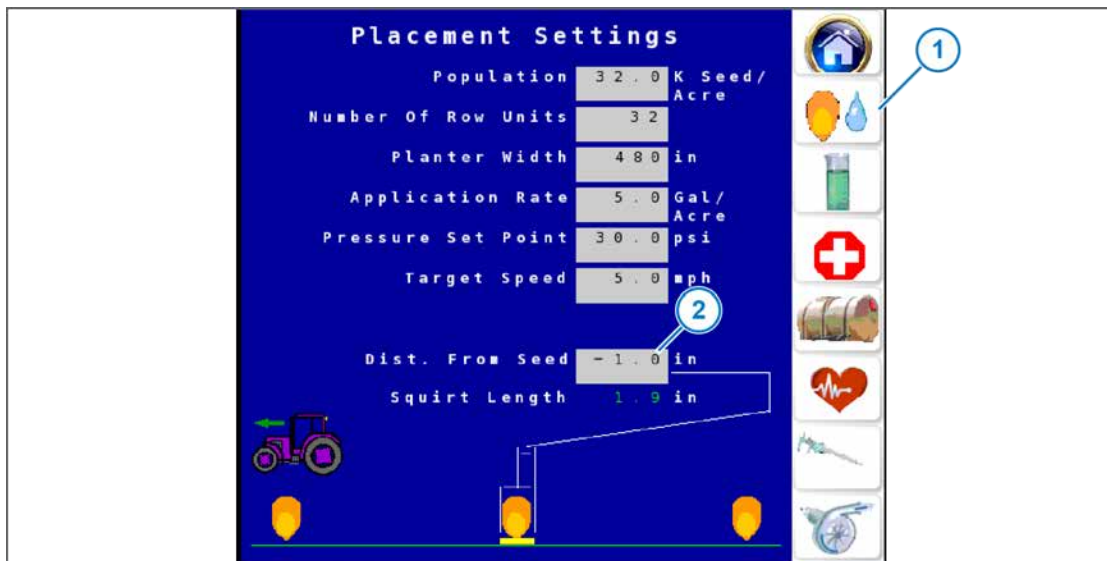 Placement Settings
1
Population 32.0 K Seed/
Acre
Number Of Row Units 32
Planter Width 480 in
Application Rate 5.0 Gal/
Acre
Pressure Set Point 30.0 psi
Target Speed 5.0 mph
2
Dist. From Seed -1.0 in
Squirt Length 1.9 in